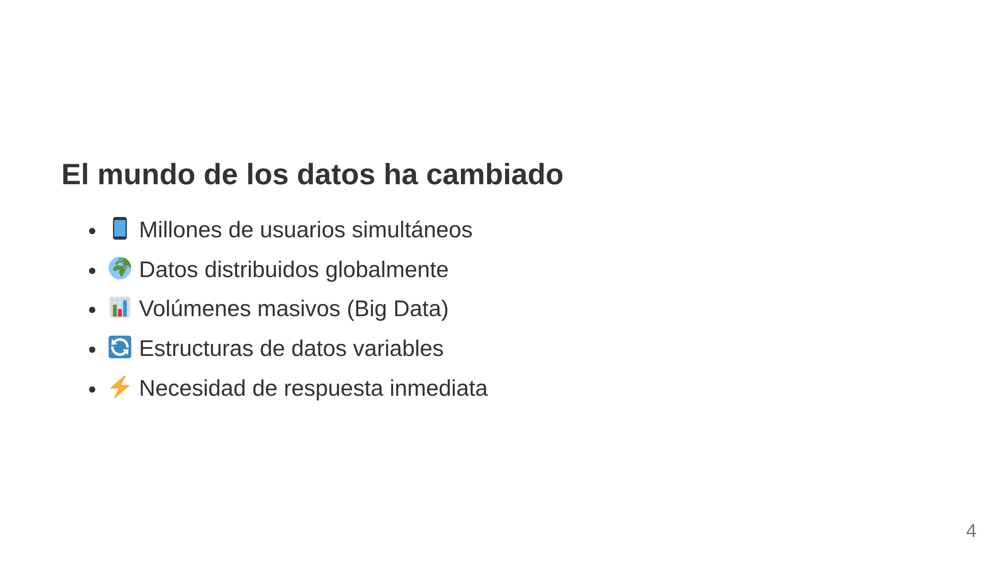 El mundo de los datos ha cambiado
• Millones de usuarios simultáneos
• Datos distribuidos globalmente
• Volúmenes masivos (Big Data)
• Estructuras de datos variables
• Necesidad de respuesta inmediata
4